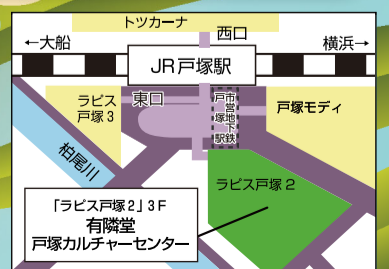 トツカーナ
西口
←大船
横浜→
JR戸塚駅
ラピス
戸塚3
東口
市営地下鉄
戸塚駅
戸塚モディ
柏尾川
ラピス戸塚2
「ラピス戸塚2」3F
有隣堂
戸塚カルチャーセンター